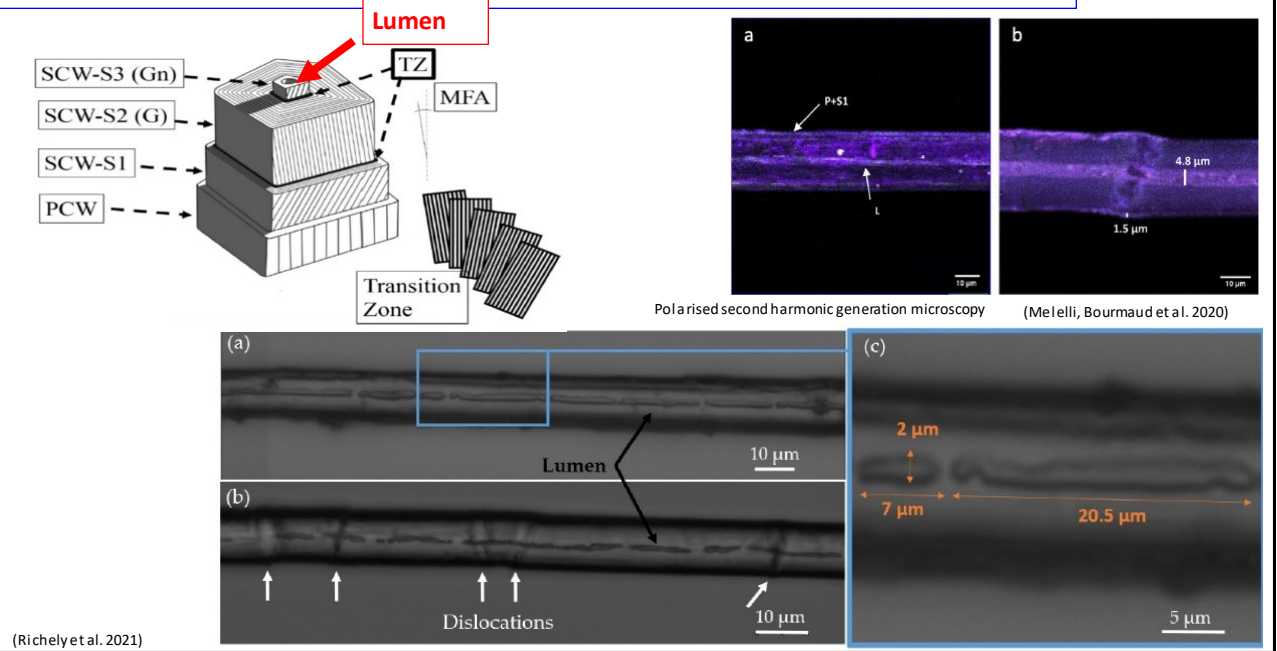 Lumen
SCW-S3 (Gn)
SCW-S2 (G)
SCW-S1
PCW
TZ
MFA
Transition
Zone
a
P+S1
L
10 µm
b
4.8 µm
1.5 µm
10 µm
Polarised second harmonic generation microscopy
(Melelli, Bourmaud et al. 2020)
(a)
Lumen
10 µm
(b)
Dislocations
10 µm
(c)
2 µm
7 µm
20.5 µm
5 µm
(Richely et al. 2021)